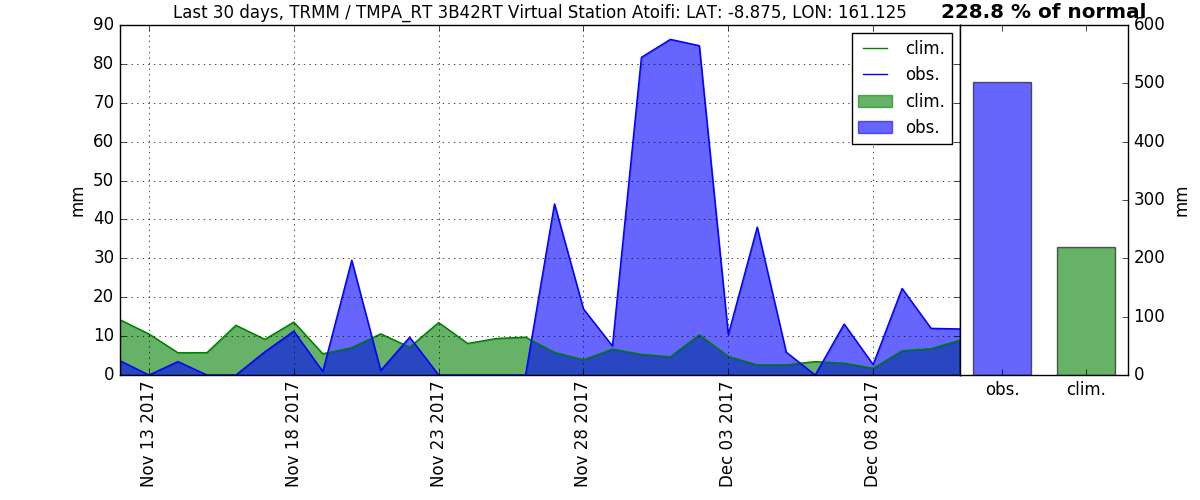 Last 30 days, TRMM / TMPA_RT 3B42RT Virtual Station Atoifi: LAT: -8.875, LON: 161.125
228.8 % of normal
90
80
70
60
50
40
30
20
10
0
mm
clim.
obs.
clim.
obs.
Nov 13 2017
Nov 18 2017
Nov 23 2017
Nov 28 2017
Dec 03 2017
Dec 08 2017
600
500
400
300
200
100
0
mm
obs.
clim.